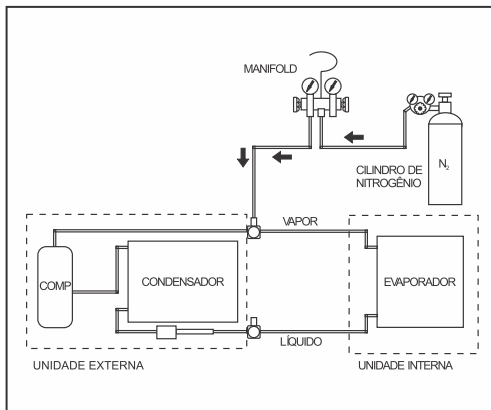 MANIFOLD
CILINDRO DE
NITROGÊNIO
N₂
VAPOR
COMP
CONDENSADOR
EVAPORADOR
LÍQUIDO
UNIDADE EXTERNA
UNIDADE INTERNA